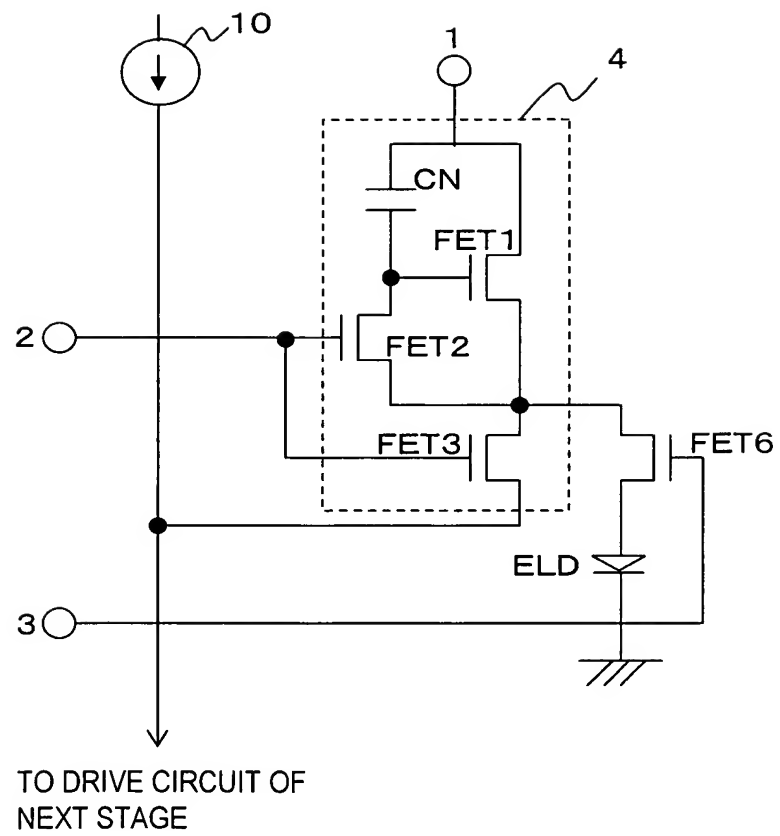 10
1
4
CN
FET1
2
FET2
FET3
FET6
ELD
3
TO DRIVE CIRCUIT OF
NEXT STAGE